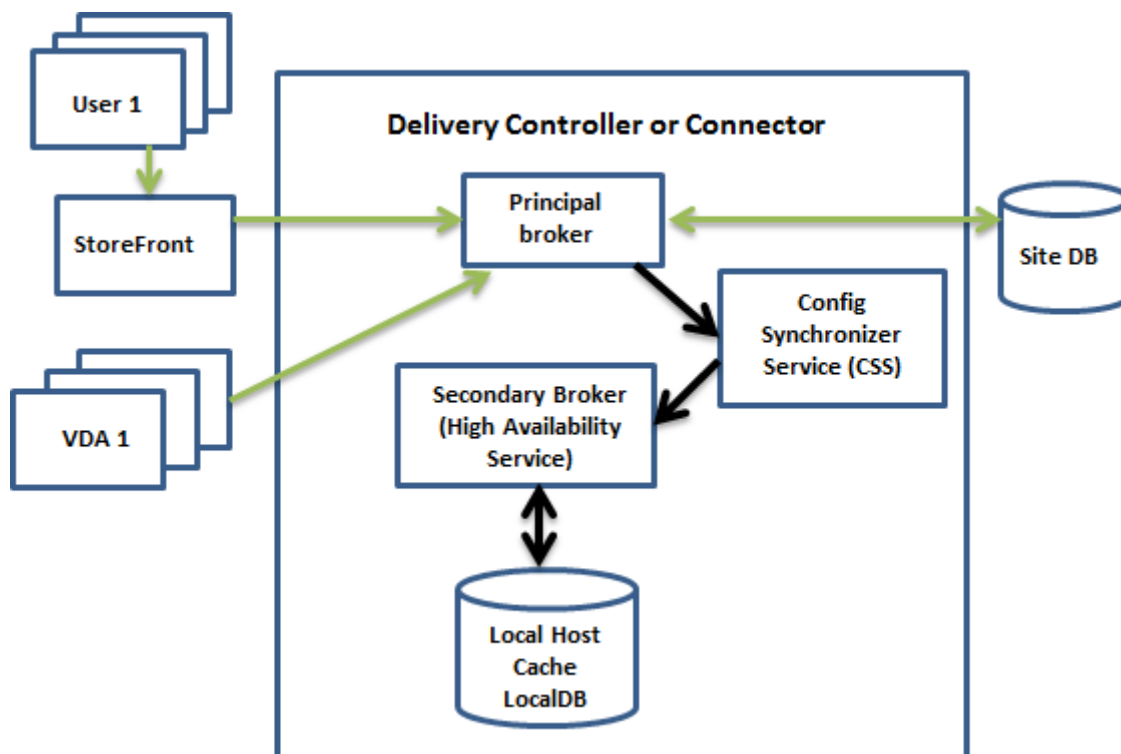 User 1
Delivery Controller or Connector
StoreFront
Principal
broker
Site DB
Config
Synchronizer
Service (CSS)
VDA 1
Secondary Broker
(High Availability
Service)
Local Host
Cache
LocalDB